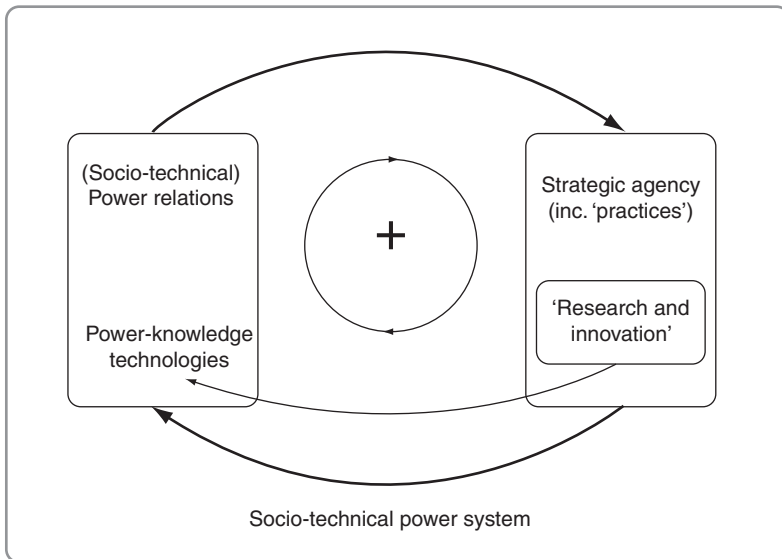 (Socio-technical)
Power relations
Power-knowledge
technologies
+
Strategic agency
(inc. ‘practices’)
‘Research and
innovation’
Socio-technical power system